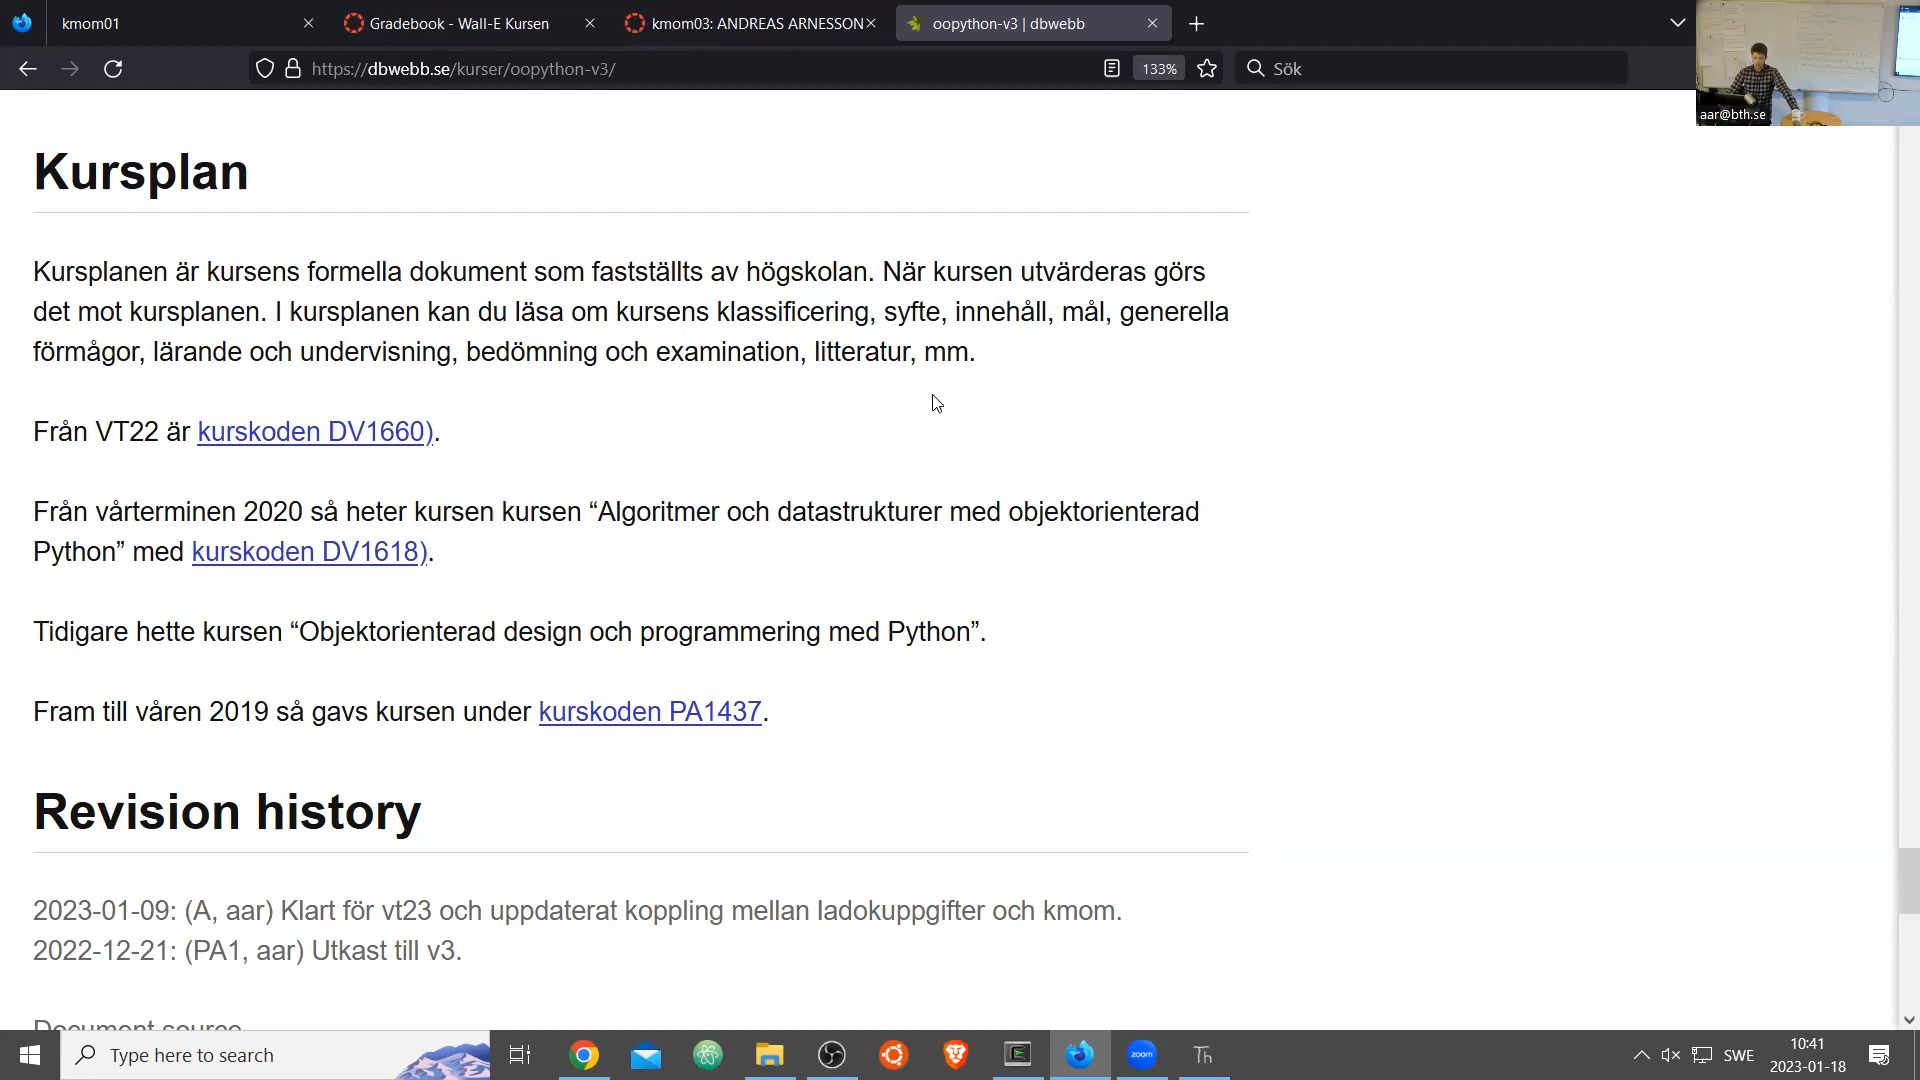 kmom01
Gradebook - Wall-E Kursen
kmom03: ANDREAS ARNESSON
oopython-v3 | dbwebb
https://dbwebb.se/kurser/oopython-v3/
133%
Sök
aar@bth.se
Kursplan
Kursplanen är kursens formella dokument som fastställts av högskolan. När kursen utvärderas görs
det mot kursplanen. I kursplanen kan du läsa om kursens klassificering, syfte, innehåll, mål, generella
förmågor, lärande och undervisning, bedömning och examination, litteratur, mm.
Från VT22 är kurskoden DV1660).
Från vårterminen 2020 så heter kursen kursen “Algoritmer och datastrukturer med objektorienterad
Python” med kurskoden DV1618).
Tidigare hette kursen “Objektorienterad design och programmering med Python”.
Fram till våren 2019 så gavs kursen under kurskoden PA1437.
Revision history
2023-01-09: (A, aar) Klart för vt23 och uppdaterat koppling mellan ladokuppgifter och kmom.
2022-12-21: (PA1, aar) Utkast till v3.
Document source
Type here to search
zoom
Th
SWE
10:41
2023-01-18